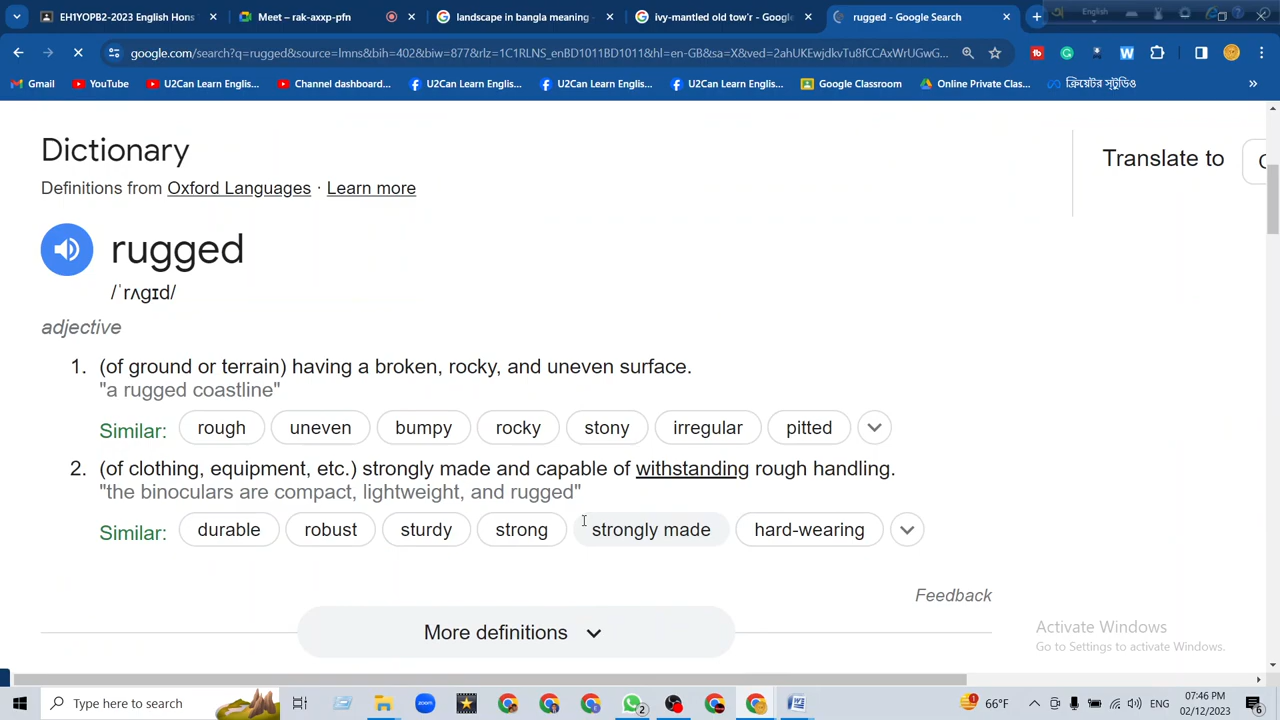 EH1YOPB2-2023 English Hons
Meet – rak-axxp-pfn
landscape in bangla meaning -
ivy-mantled old tow'r - Google
rugged - Google Search
English
google.com/search?q=rugged&source=lmns&bih=402&biw=877&rlz=1C1RLNS_enBD1011BD1011&hl=en-GB&sa=X&ved=2ahUKEwjdkvTu8fCCAxWrUGwG...
Gmail
YouTube
U2Can Learn Englis...
Channel dashboard...
U2Can Learn Englis...
U2Can Learn Englis...
U2Can Learn Englis...
Google Classroom
Online Private Clas...
ক্রিয়েটর স্টুডিও
Dictionary
Translate to
Definitions from Oxford Languages · Learn more
rugged
/ˈrʌɡɪd/
adjective
1. (of ground or terrain) having a broken, rocky, and uneven surface.
"a rugged coastline"
Similar: rough uneven bumpy rocky stony irregular pitted
2. (of clothing, equipment, etc.) strongly made and capable of withstanding rough handling.
"the binoculars are compact, lightweight, and rugged"
Similar: durable robust sturdy strong strongly made hard-wearing
Feedback
More definitions
Activate Windows
Go to Settings to activate Windows.
Type here to search
zoom
2
1
66°F
ENG
07:46 PM
02/12/2023
6